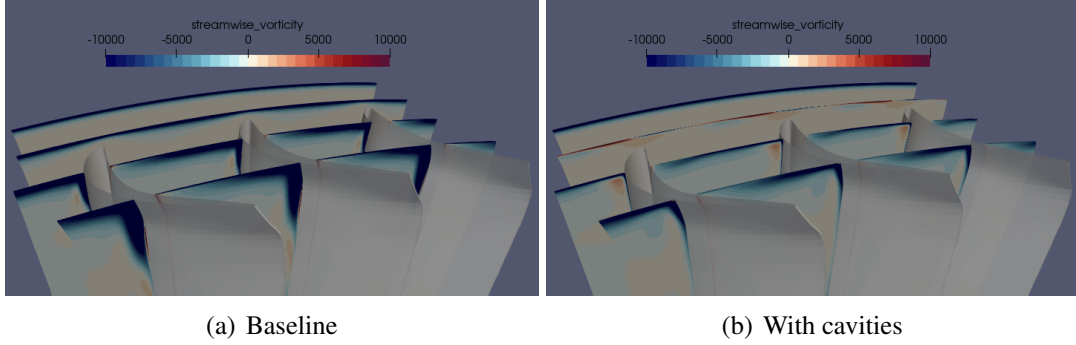 streamwise_vorticity
-10000 -5000 0 5000 10000
streamwise_vorticity
-10000 -5000 0 5000 10000
(a) Baseline
(b) With cavities